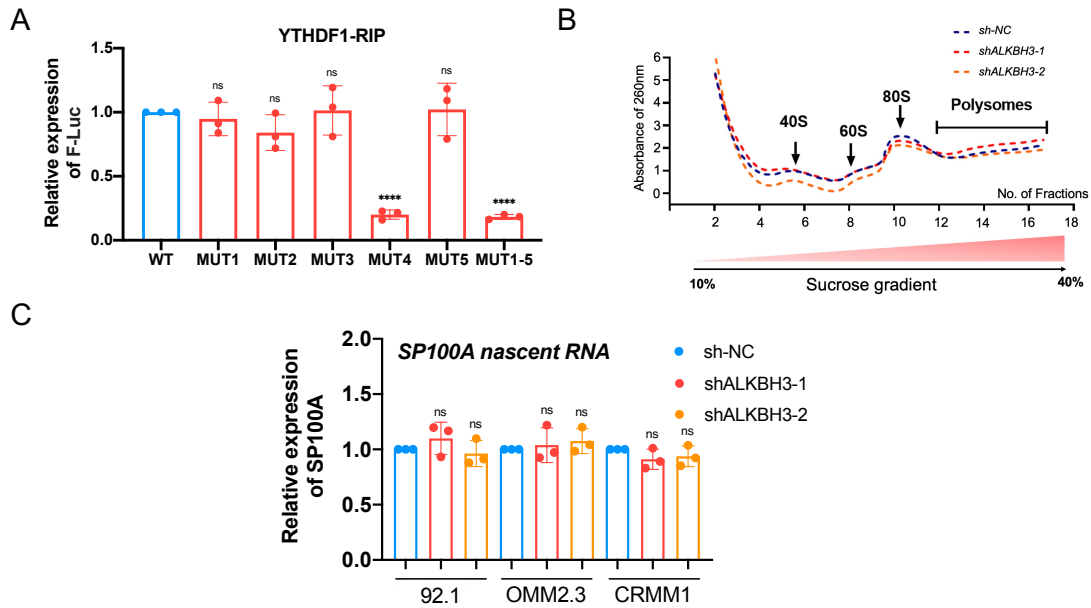 A
YTHDF1-RIP
Relative expression
of F-Luc
1.5
1.0
0.5
0.0
ns
ns
ns
****
ns
****
WT
MUT1
MUT2
MUT3
MUT4
MUT5
MUT1-5
B
sh-NC
shALKBH3-1
shALKBH3-2
Absorbance of 260nm
6
5
4
3
2
1
0
40S
60S
80S
Polysomes
No. of Fractions
2
4
6
8
10
12
14
16
18
10%
Sucrose gradient
40%
C
SP100A nascent RNA
Relative expression
of SP100A
2.0
1.5
1.0
0.5
0.0
ns
ns
ns
ns
ns
ns
sh-NC
shALKBH3-1
shALKBH3-2
92.1
OMM2.3
CRMM1